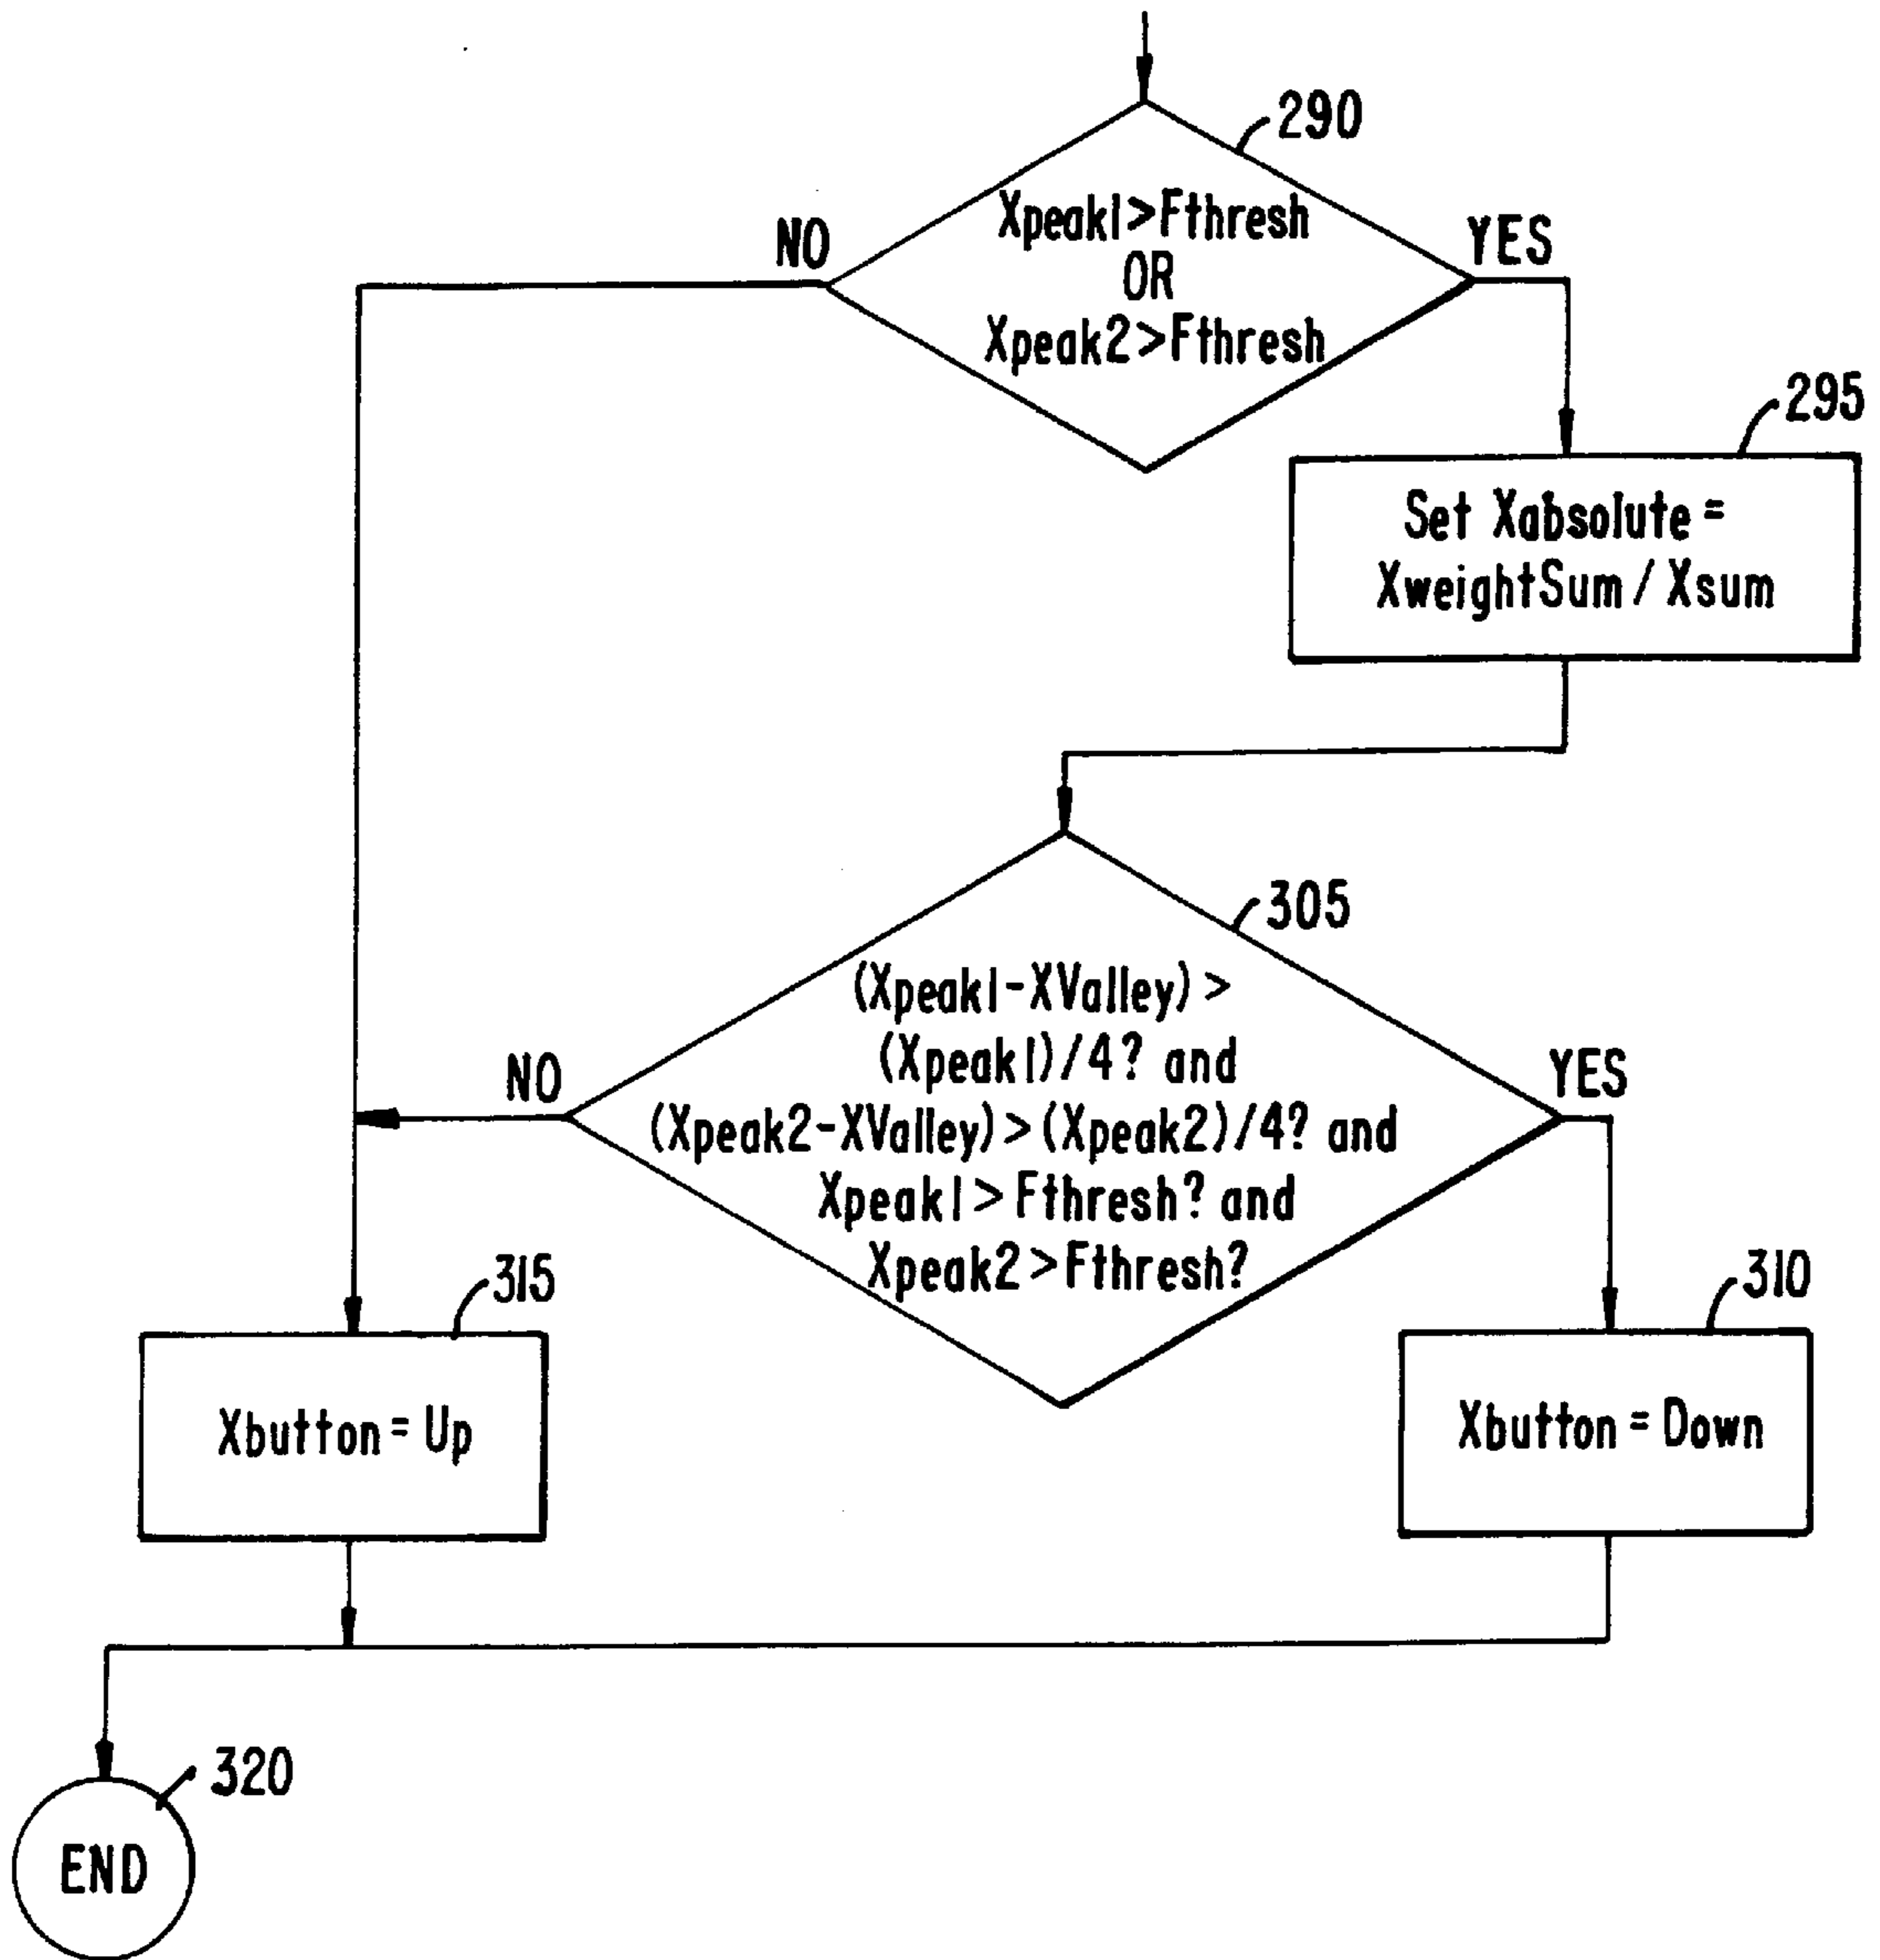 290
Xpeak1>Fthresh
OR
Xpeak2>Fthresh
NO
YES
295
Set Xabsolute =
XweightSum / Xsum
305
(Xpeak1-XValley) >
(Xpeak1)/4? and
(Xpeak2-XValley) > (Xpeak2)/4? and
Xpeak1 > Fthresh? and
Xpeak2 > Fthresh?
NO
YES
315
Xbutton = Up
310
Xbutton = Down
320
END